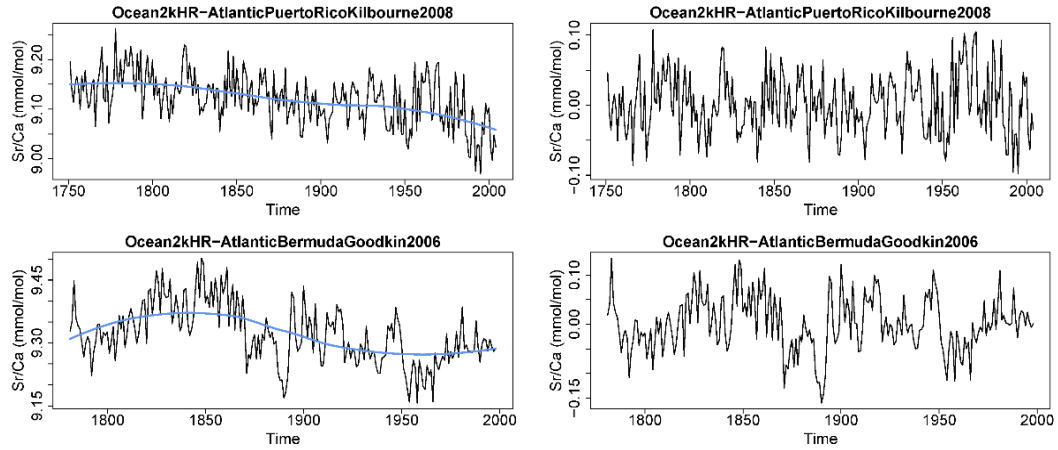 Ocean2kHR−AtlanticPuertoRicoKilbourne2008
Sr/Ca (mmol/mol)
9.20
9.10
9.00
1750 1800 1850 1900 1950 2000
Time
Ocean2kHR−AtlanticPuertoRicoKilbourne2008
Sr/Ca (mmol/mol)
0.10
0.00
−0.10
1750 1800 1850 1900 1950 2000
Time
Ocean2kHR−AtlanticBermudaGoodkin2006
Sr/Ca (mmol/mol)
9.45
9.30
9.15
1800 1850 1900 1950 2000
Time
Ocean2kHR−AtlanticBermudaGoodkin2006
Sr/Ca (mmol/mol)
0.10
0.00
−0.15
1800 1850 1900 1950 2000
Time